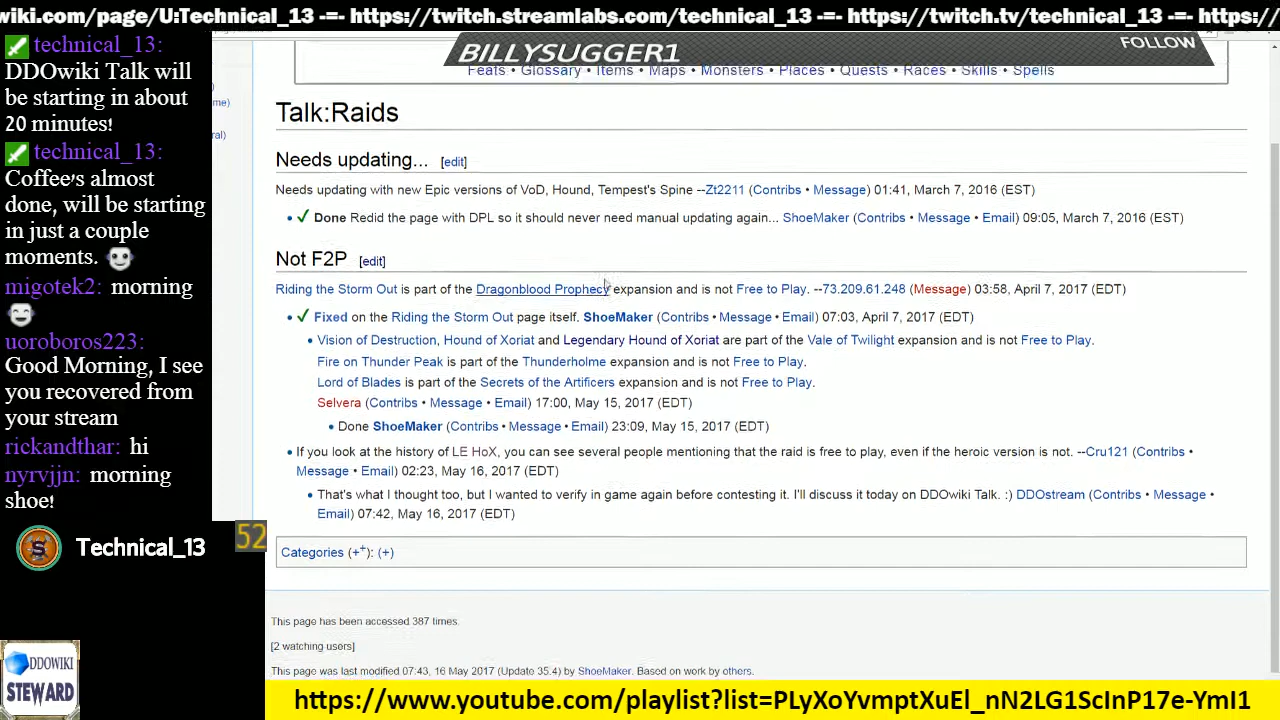 wiki.com/page/U:Technical_13 -=- https://twitch.streamlabs.com/technical_13 -=- https://twitch.tv/technical_13 -=- https://
technical_13:
DDOwiki Talk will
be starting in about
20 minutes!
technical_13:
Coffee's almost
done, will be starting
in just a couple
moments.
migotek2: morning
uoroboros223:
Good Morning, I see
you recovered from
your stream
rickandthar: hi
nyrvjjn: morning
shoe!
Technical_13
52
DDOWIKI
STEWARD
BILLYSUGGER1
FOLLOW
Feats • Glossary • Items • Maps • Monsters • Places • Quests • Races • Skills • Spells
me)
ral)
Talk:Raids
Needs updating... [edit]
Needs updating with new Epic versions of VoD, Hound, Tempest's Spine --Zt2211 (Contribs • Message) 01:41, March 7, 2016 (EST)
• ✓ Done Redid the page with DPL so it should never need manual updating again... ShoeMaker (Contribs • Message • Email) 09:05, March 7, 2016 (EST)
Not F2P [edit]
Riding the Storm Out is part of the Dragonblood Prophecy expansion and is not Free to Play. --73.209.61.248 (Message) 03:58, April 7, 2017 (EDT)
• ✓ Fixed on the Riding the Storm Out page itself. ShoeMaker (Contribs • Message • Email) 07:03, April 7, 2017 (EDT)
• Vision of Destruction, Hound of Xoriat and Legendary Hound of Xoriat are part of the Vale of Twilight expansion and is not Free to Play.
Fire on Thunder Peak is part of the Thunderholme expansion and is not Free to Play.
Lord of Blades is part of the Secrets of the Artificers expansion and is not Free to Play.
Selvera (Contribs • Message • Email) 17:00, May 15, 2017 (EDT)
• Done ShoeMaker (Contribs • Message • Email) 23:09, May 15, 2017 (EDT)
• If you look at the history of LE HoX, you can see several people mentioning that the raid is free to play, even if the heroic version is not. --Cru121 (Contribs •
Message • Email) 02:23, May 16, 2017 (EDT)
• That's what I thought too, but I wanted to verify in game again before contesting it. I'll discuss it today on DDOwiki Talk. :) DDOstream (Contribs • Message •
Email) 07:42, May 16, 2017 (EDT)
Categories (+⁺): (+)
This page has been accessed 387 times.
[2 watching users]
This page was last modified 07:43, 16 May 2017 (Update 35.4) by ShoeMaker. Based on work by others.
https://www.youtube.com/playlist?list=PLyXoYvmptXuEl_nN2LG1ScInP17e-YmI1